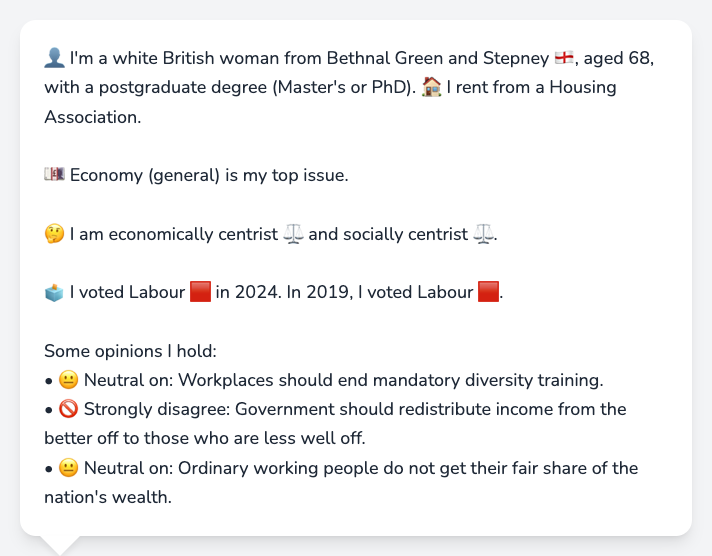 👤 I'm a white British woman from Bethnal Green and Stepney 🏴󠁧󠁢󠁥󠁮󠁧󠁿, aged 68,
with a postgraduate degree (Master's or PhD). 🏠 I rent from a Housing
Association.
💷 Economy (general) is my top issue.
🤔 I am economically centrist ⚖️ and socially centrist ⚖️.
🗳️ I voted Labour 🟥 in 2024. In 2019, I voted Labour 🟥.
Some opinions I hold:
• 😐 Neutral on: Workplaces should end mandatory diversity training.
• 🚫 Strongly disagree: Government should redistribute income from the
better off to those who are less well off.
• 😐 Neutral on: Ordinary working people do not get their fair share of the
nation's wealth.